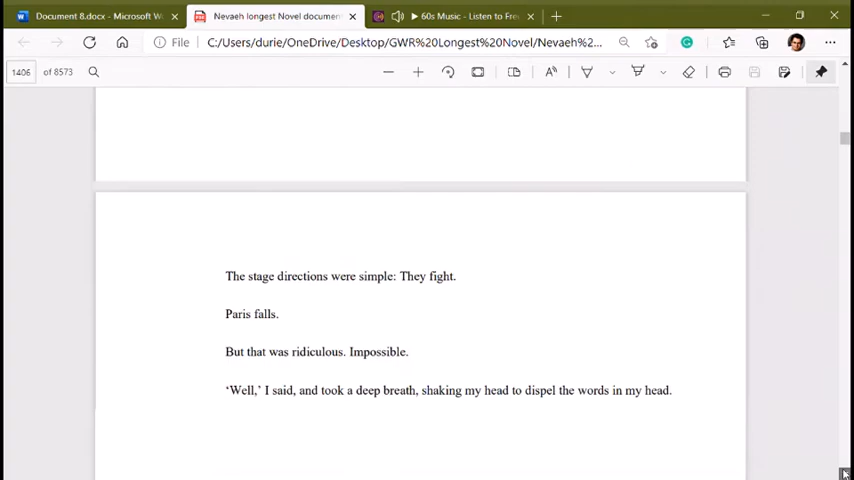 Document 8.docx - Microsoft W
Nevaeh longest Novel documen
60s Music - Listen to Fre
File
C:/Users/durie/OneDrive/Desktop/GWR%20Longest%20Novel/Nevaeh%2...
1406 of 8573
The stage directions were simple: They fight.
Paris falls.
But that was ridiculous. Impossible.
‘Well,’ I said, and took a deep breath, shaking my head to dispel the words in my head.